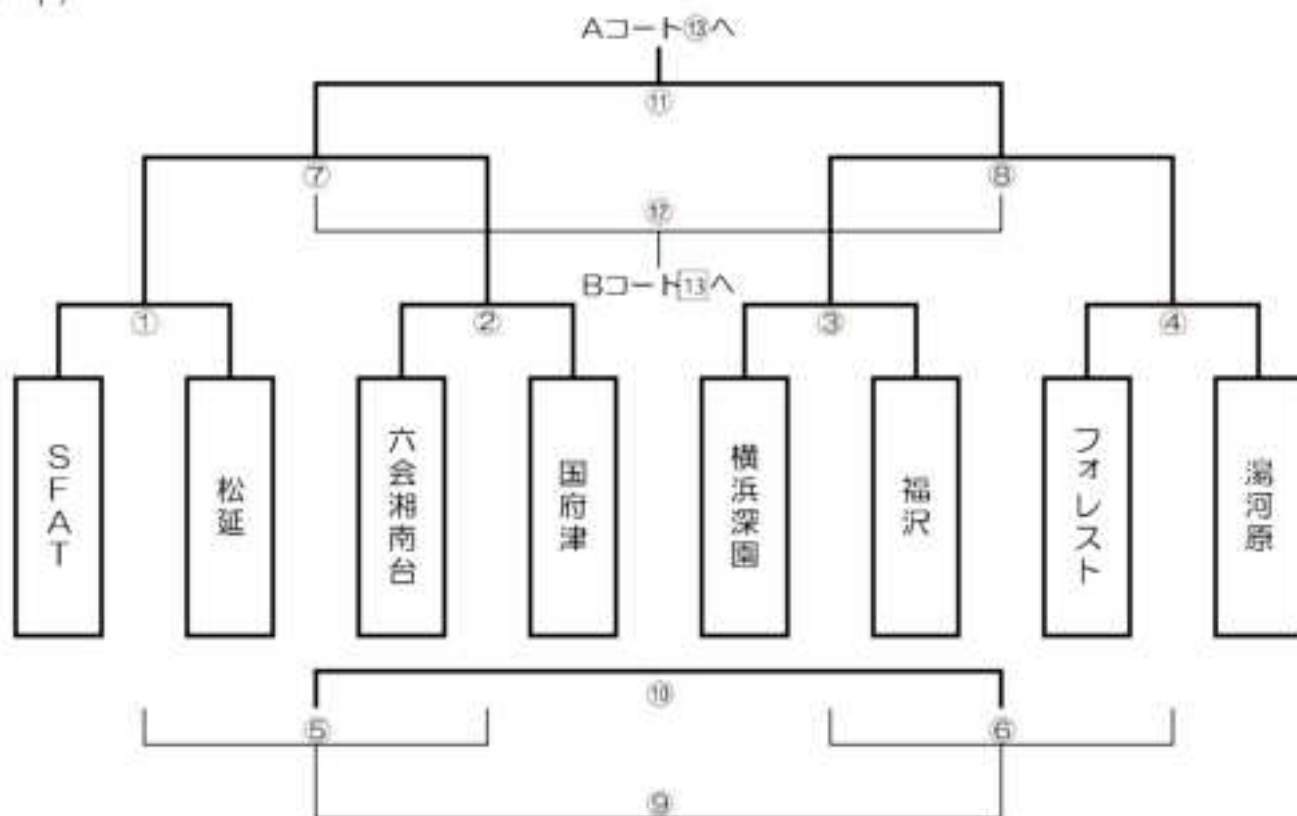 Aコート⑬へ
⑪
⑦
⑧
⑫
Bコート13へ
①
②
③
④
SFAT
松延
六会湘南台
国府津
横浜深園
福沢
フォレスト
湯河原
⑩
⑤
⑥
⑨